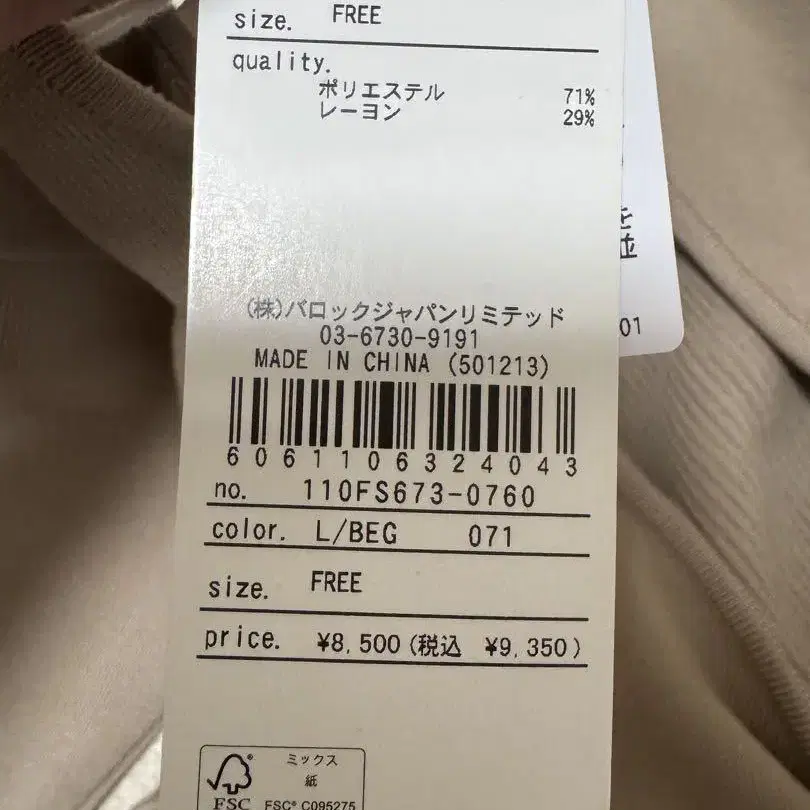 size. FREE
quality.
ポリエステル 71%
レーヨン 29%
(株)バロックジャパンリミテッド
03-6730-9191
MADE IN CHINA (501213)
6061106324043
no. 110FS673-0760
color. L/BEG 071
size. FREE
price. ¥8,500(税込 ¥9,350)
ミックス
紙
FSC
FSC® C095275
を
並
01